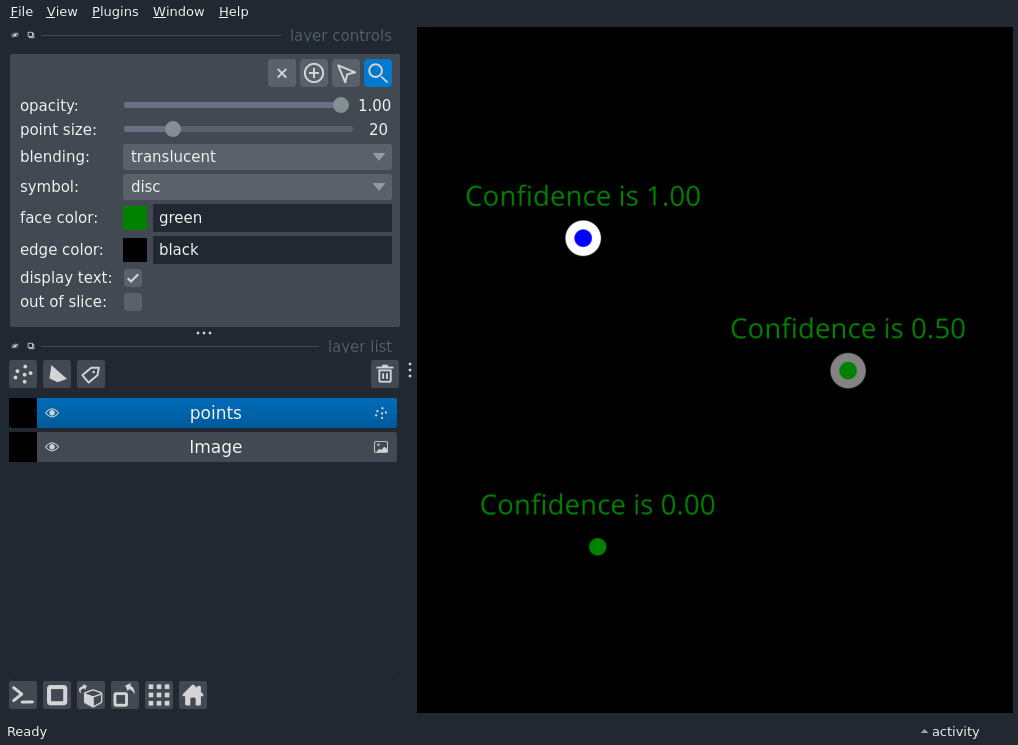 File View Plugins Window Help
layer controls
opacity: 1.00
point size: 20
blending: translucent
symbol: disc
face color: green
edge color: black
display text:
out of slice:
layer list
points
Image
Confidence is 1.00
Confidence is 0.50
Confidence is 0.00
Ready
activity